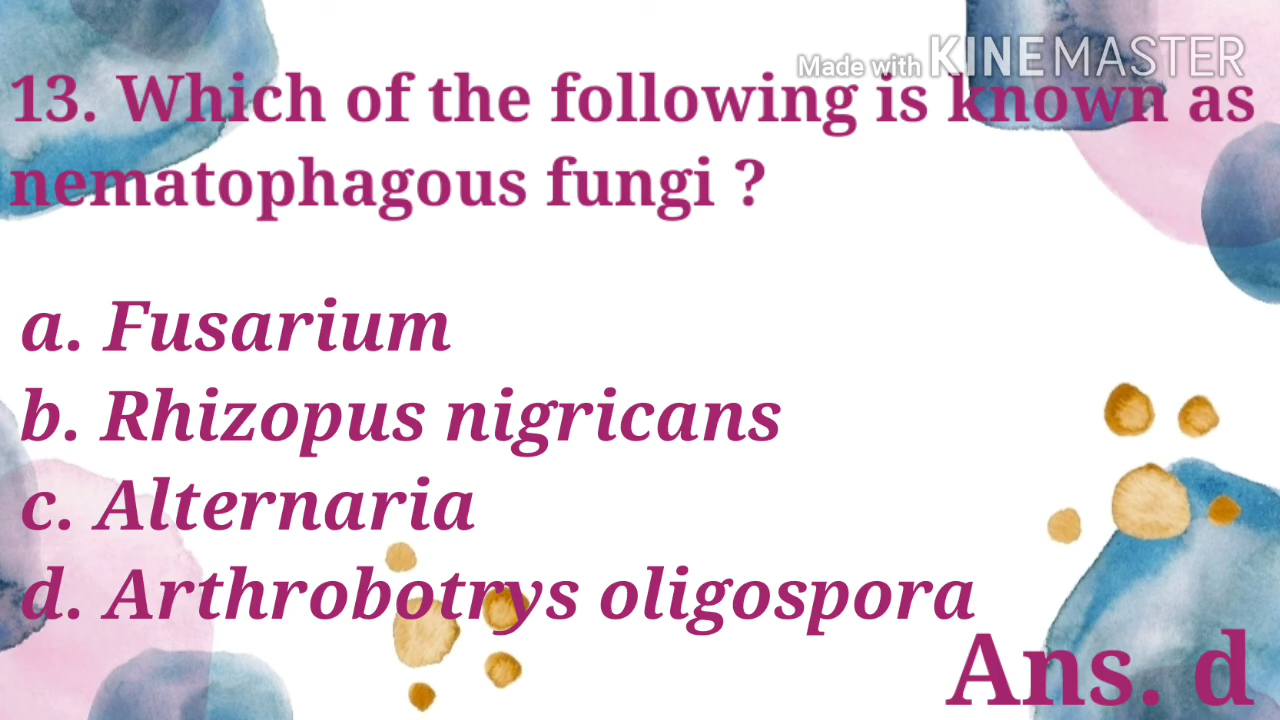 Made with KINEMASTER
13. Which of the following is known as
nematophagous fungi ?
a. Fusarium
b. Rhizopus nigricans
c. Alternaria
d. Arthrobotrys oligospora
Ans. d